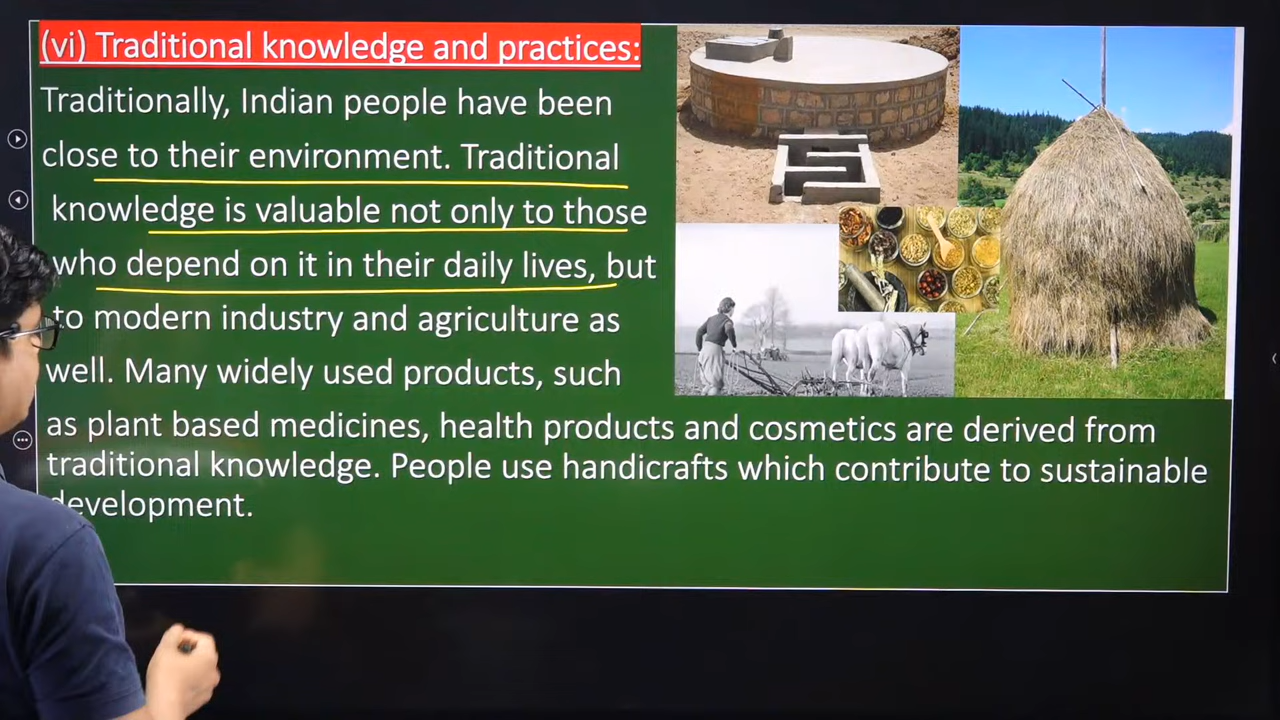 (vi) Traditional knowledge and practices:
Traditionally, Indian people have been
close to their environment. Traditional
knowledge is valuable not only to those
who depend on it in their daily lives, but
to modern industry and agriculture as
well. Many widely used products, such
as plant based medicines, health products and cosmetics are derived from
traditional knowledge. People use handicrafts which contribute to sustainable
development.